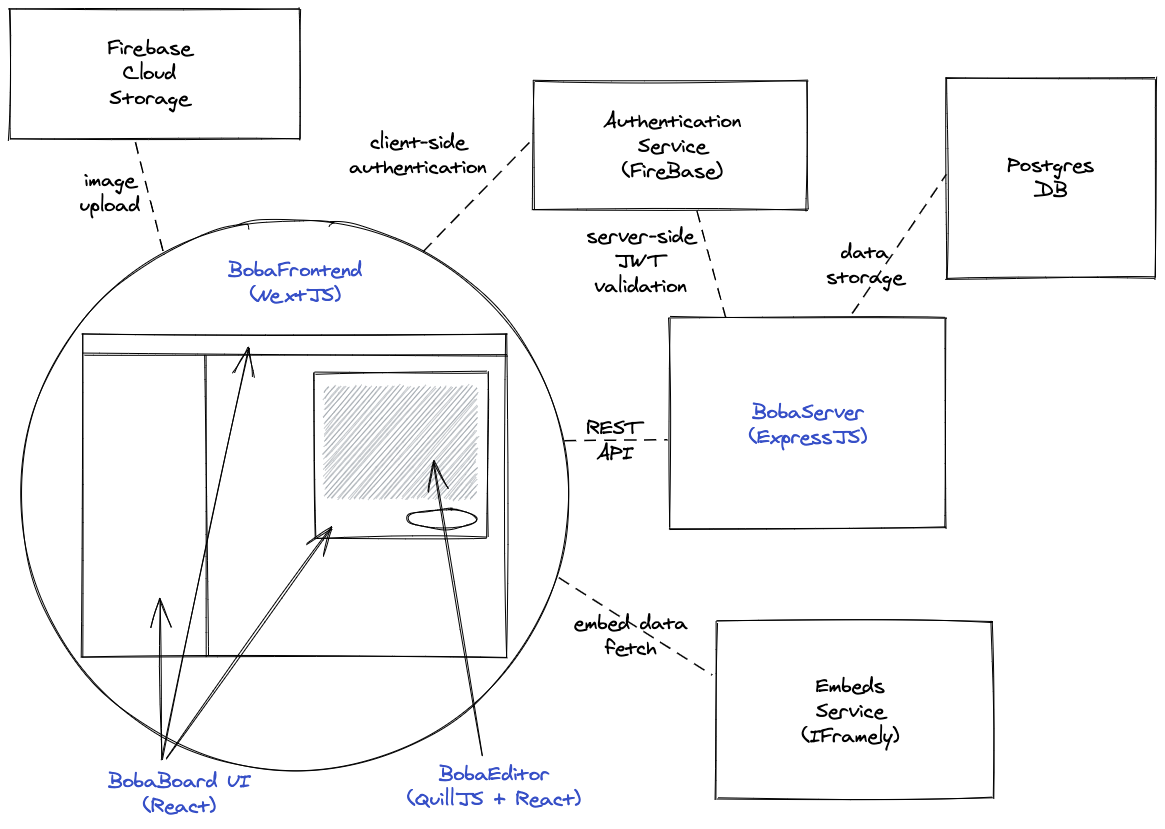 Firebase
Cloud
Storage
image
upload
client-side
authentication
Authentication
Service
(FireBase)
Postgres
DB
server-side
JWT
validation
data
storage
BobaFrontend
(NextJS)
REST
API
BobaServer
(ExpressJS)
embed data
fetch
Embeds
Service
(IFramely)
BobaBoard UI
(React)
BobaEditor
(QuillJS + React)